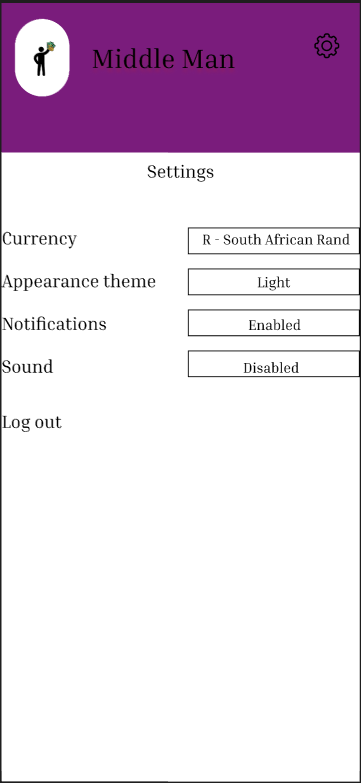 Middle Man
Settings
Currency R - South African Rand
Appearance theme Light
Notifications Enabled
Sound Disabled
Log out